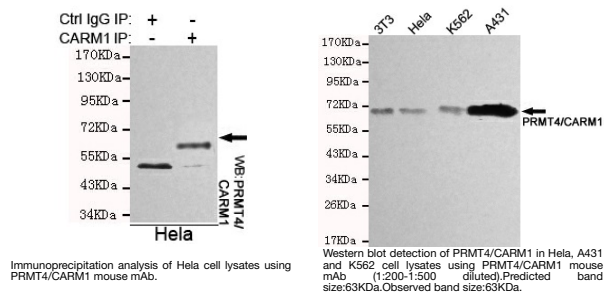 Ctrl IgG IP: + -
CARM1 IP: - +
170KDa
130KDa
95KDa
72KDa
55KDa
43KDa
34KDa
WB:PRMT4/
CARM1
Hela
Immunoprecipitation analysis of Hela cell lysates using
PRMT4/CARM1 mouse mAb.
3T3 Hela K562 A431
170KDa
130KDa
95KDa
72KDa
55KDa
43KDa
34KDa
26KDa
17KDa
PRMT4/CARM1
Western blot detection of PRMT4/CARM1 in Hela, A431
and K562 cell lysates using PRMT4/CARM1 mouse
mAb (1:200-1:500 diluted).Predicted band
size:63KDa.Observed band size:63KDa.